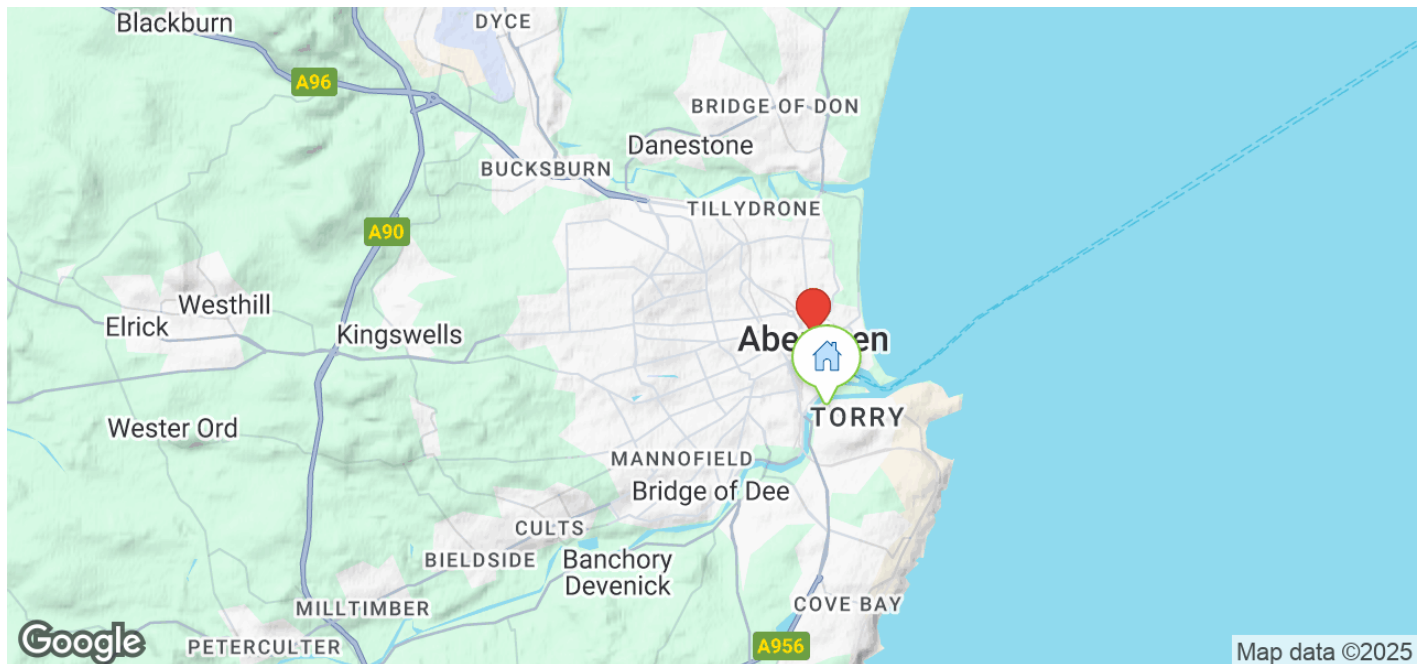 Blackburn
DYCE
A96
BRIDGE OF DON
Danestone
BUCKSBURN
TILLYDRONE
A90
Westhill
Elrick
Kingswells
Abe en
TORRY
Wester Ord
MANNOFIELD
Bridge of Dee
CULTS
BIELDSIDE
Banchory
Devenick
MILLTIMBER
COVE BAY
PETERCULTER
A956
Google
Map data ©2025